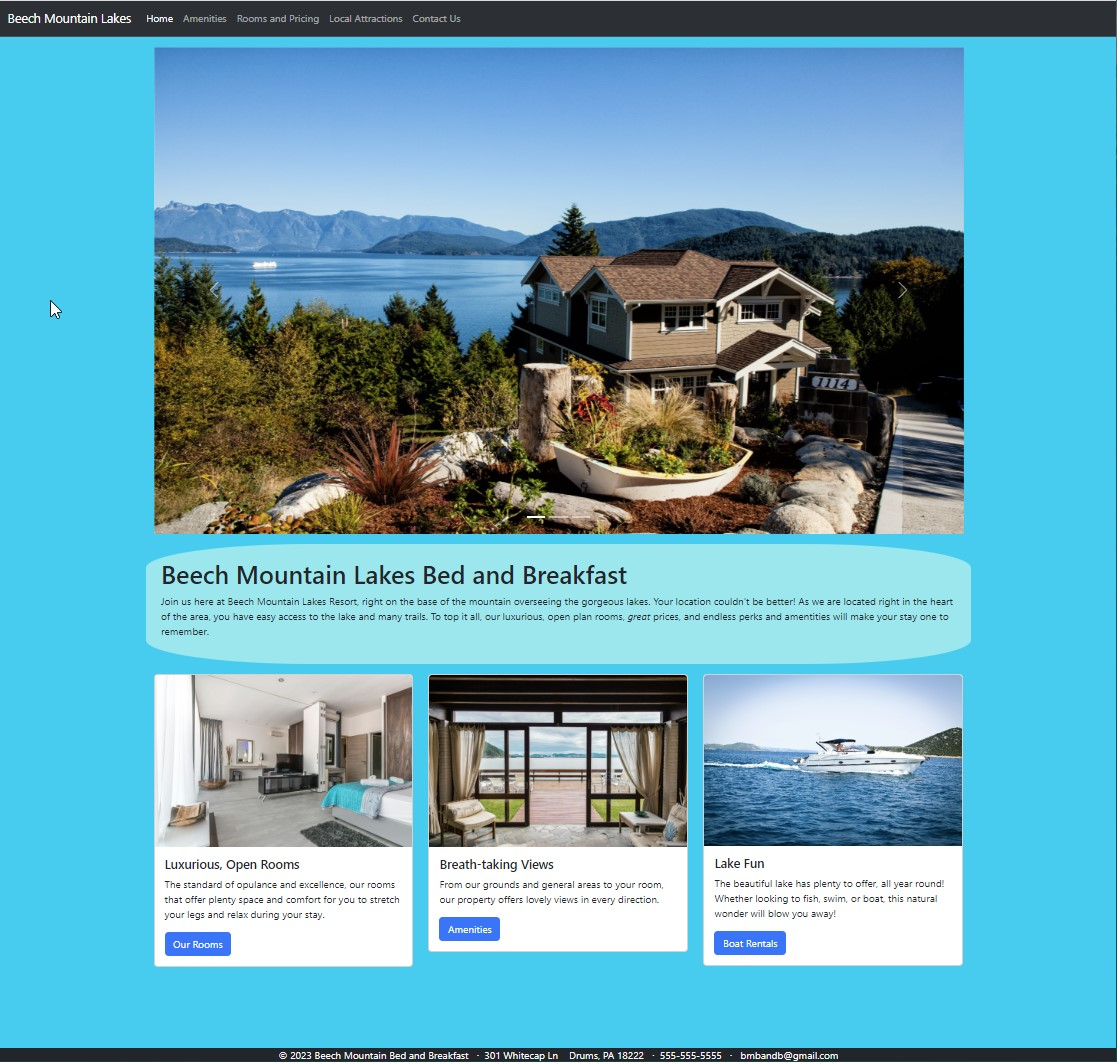 Beech Mountain Lakes Home Amenities Rooms and Pricing Local Attractions Contact Us
1114
Beech Mountain Lakes Bed and Breakfast
Join us here at Beech Mountain Lakes Resort, right on the base of the mountain overseeing the gorgeous lakes. Your location couldn't be better! As we are located right in the heart
of the area, you have easy access to the lake and many trails. To top it all, our luxurious, open plan rooms, great prices, and endless perks and amentities will make your stay one to
remember.
Luxurious, Open Rooms
The standard of opulance and excellence, our rooms
that offer plenty space and comfort for you to stretch
your legs and relax during your stay.
Our Rooms
Breath-taking Views
From our grounds and general areas to your room,
our property offers lovely views in every direction.
Amenities
Lake Fun
The beautiful lake has plenty to offer, all year round!
Whether looking to fish, swim, or boat, this natural
wonder will blow you away!
Boat Rentals
© 2023 Beech Mountain Bed and Breakfast · 301 Whitecap Ln Drums, PA 18222 · 555-555-5555 · bmbandb@gmail.com